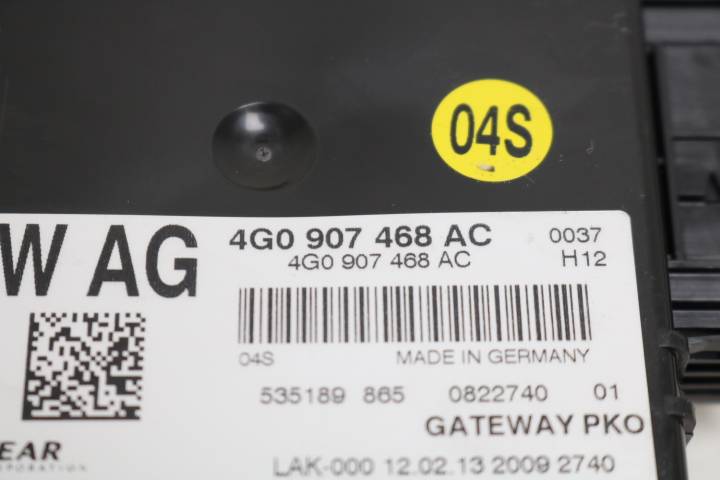 04S
W AG
4G0 907 468 AC 0037
4G0 907 468 AC H12
04S MADE IN GERMANY
535189 865 0822740 01
GATEWAY PKO
EAR
CORPORATION
LAK-000 12.02.13 2009 2740